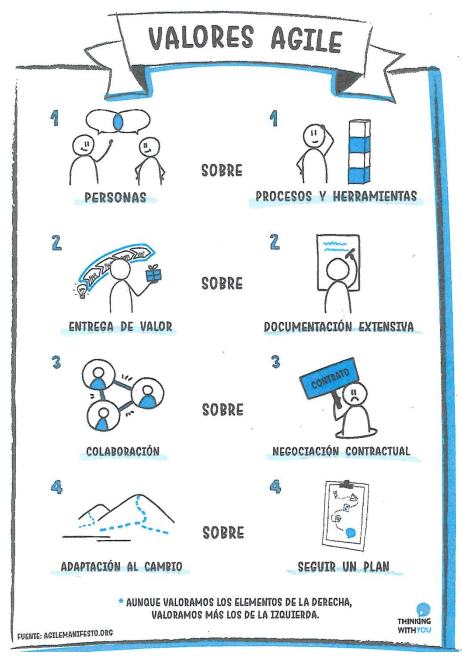 VALORES AGILE
1 1
SOBRE
PERSONAS PROCESOS Y HERRAMIENTAS
2 2
SOBRE
ENTREGA DE VALOR DOCUMENTACIÓN EXTENSIVA
3 3
CONTRATO
SOBRE
COLABORACIÓN NEGOCIACIÓN CONTRACTUAL
4 4
SOBRE
ADAPTACIÓN AL CAMBIO SEGUIR UN PLAN
* AUNQUE VALORAMOS LOS ELEMENTOS DE LA DERECHA,
VALORAMOS MÁS LOS DE LA IZQUIERDA.
THINKING
WITHYOU
FUENTE: AGILEMANIFESTO.ORG